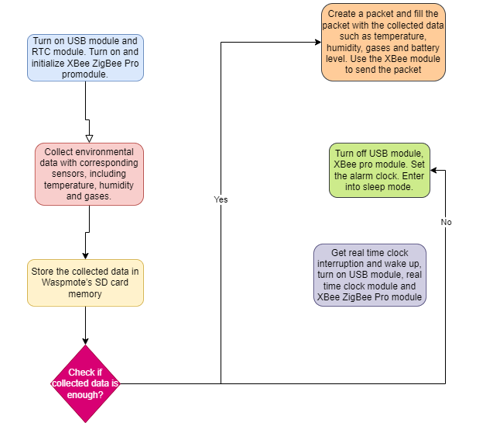 Turn on USB module and
RTC module. Turn on and
initialize XBee ZigBee Pro
promodule.
Collect environmental
data with corresponding
sensors, including
temperature, humidity
and gases.
Store the collected data in
Waspmote's SD card
memory
Check if
collected data is
enough?
Yes
Create a packet and fill the
packet with the collected data
such as temperature,
humidity, gases and battery
level. Use the XBee module
to send the packet
No
Turn off USB module,
XBee pro module. Set
the alarm clock. Enter
into sleep mode.
Get real time clock
interruption and wake up,
turn on USB module, real
time clock module and
XBee ZigBee Pro module